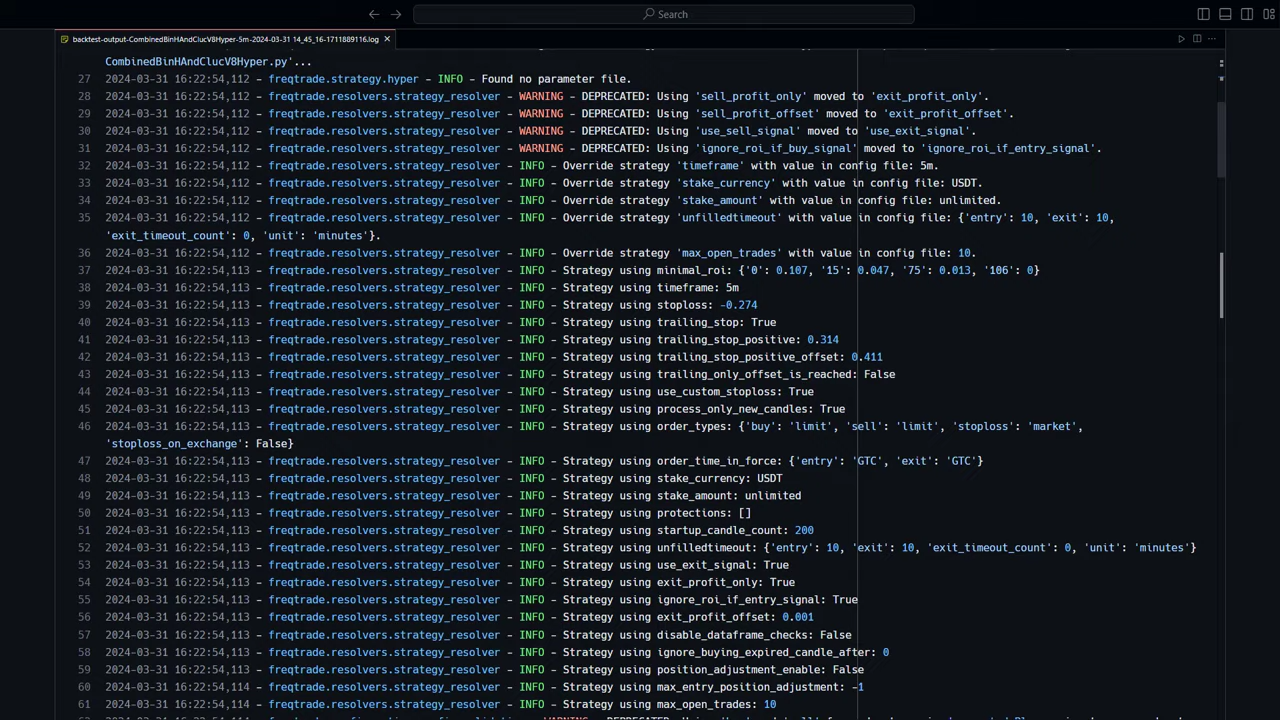 Search
backtest-output-CombinedBinHAndClucV8Hyper-5m-2024-03-31 14_45_16-1711889116.log
CombinedBinHAndClucV8Hyper.py'...
27 2024-03-31 16:22:54,112 - freqtrade.strategy.hyper - INFO - Found no parameter file.
28 2024-03-31 16:22:54,112 - freqtrade.resolvers.strategy_resolver - WARNING - DEPRECATED: Using 'sell_profit_only' moved to 'exit_profit_only'.
29 2024-03-31 16:22:54,112 - freqtrade.resolvers.strategy_resolver - WARNING - DEPRECATED: Using 'sell_profit_offset' moved to 'exit_profit_offset'.
30 2024-03-31 16:22:54,112 - freqtrade.resolvers.strategy_resolver - WARNING - DEPRECATED: Using 'use_sell_signal' moved to 'use_exit_signal'.
31 2024-03-31 16:22:54,112 - freqtrade.resolvers.strategy_resolver - WARNING - DEPRECATED: Using 'ignore_roi_if_buy_signal' moved to 'ignore_roi_if_entry_signal'.
32 2024-03-31 16:22:54,112 - freqtrade.resolvers.strategy_resolver - INFO - Override strategy 'timeframe' with value in config file: 5m.
33 2024-03-31 16:22:54,112 - freqtrade.resolvers.strategy_resolver - INFO - Override strategy 'stake_currency' with value in config file: USDT.
34 2024-03-31 16:22:54,112 - freqtrade.resolvers.strategy_resolver - INFO - Override strategy 'stake_amount' with value in config file: unlimited.
35 2024-03-31 16:22:54,112 - freqtrade.resolvers.strategy_resolver - INFO - Override strategy 'unfilledtimeout' with value in config file: {'entry': 10, 'exit': 10,
'exit_timeout_count': 0, 'unit': 'minutes'}.
36 2024-03-31 16:22:54,112 - freqtrade.resolvers.strategy_resolver - INFO - Override strategy 'max_open_trades' with value in config file: 10.
37 2024-03-31 16:22:54,113 - freqtrade.resolvers.strategy_resolver - INFO - Strategy using minimal_roi: {'0': 0.107, '15': 0.047, '75': 0.013, '106': 0}
38 2024-03-31 16:22:54,113 - freqtrade.resolvers.strategy_resolver - INFO - Strategy using timeframe: 5m
39 2024-03-31 16:22:54,113 - freqtrade.resolvers.strategy_resolver - INFO - Strategy using stoploss: -0.274
40 2024-03-31 16:22:54,113 - freqtrade.resolvers.strategy_resolver - INFO - Strategy using trailing_stop: True
41 2024-03-31 16:22:54,113 - freqtrade.resolvers.strategy_resolver - INFO - Strategy using trailing_stop_positive: 0.314
42 2024-03-31 16:22:54,113 - freqtrade.resolvers.strategy_resolver - INFO - Strategy using trailing_stop_positive_offset: 0.411
43 2024-03-31 16:22:54,113 - freqtrade.resolvers.strategy_resolver - INFO - Strategy using trailing_only_offset_is_reached: False
44 2024-03-31 16:22:54,113 - freqtrade.resolvers.strategy_resolver - INFO - Strategy using use_custom_stoploss: True
45 2024-03-31 16:22:54,113 - freqtrade.resolvers.strategy_resolver - INFO - Strategy using process_only_new_candles: True
46 2024-03-31 16:22:54,113 - freqtrade.resolvers.strategy_resolver - INFO - Strategy using order_types: {'buy': 'limit', 'sell': 'limit', 'stoploss': 'market',
'stoploss_on_exchange': False}
47 2024-03-31 16:22:54,113 - freqtrade.resolvers.strategy_resolver - INFO - Strategy using order_time_in_force: {'entry': 'GTC', 'exit': 'GTC'}
48 2024-03-31 16:22:54,113 - freqtrade.resolvers.strategy_resolver - INFO - Strategy using stake_currency: USDT
49 2024-03-31 16:22:54,113 - freqtrade.resolvers.strategy_resolver - INFO - Strategy using stake_amount: unlimited
50 2024-03-31 16:22:54,113 - freqtrade.resolvers.strategy_resolver - INFO - Strategy using protections: []
51 2024-03-31 16:22:54,113 - freqtrade.resolvers.strategy_resolver - INFO - Strategy using startup_candle_count: 200
52 2024-03-31 16:22:54,113 - freqtrade.resolvers.strategy_resolver - INFO - Strategy using unfilledtimeout: {'entry': 10, 'exit': 10, 'exit_timeout_count': 0, 'unit': 'minutes'}
53 2024-03-31 16:22:54,113 - freqtrade.resolvers.strategy_resolver - INFO - Strategy using use_exit_signal: True
54 2024-03-31 16:22:54,113 - freqtrade.resolvers.strategy_resolver - INFO - Strategy using exit_profit_only: True
55 2024-03-31 16:22:54,113 - freqtrade.resolvers.strategy_resolver - INFO - Strategy using ignore_roi_if_entry_signal: True
56 2024-03-31 16:22:54,113 - freqtrade.resolvers.strategy_resolver - INFO - Strategy using exit_profit_offset: 0.001
57 2024-03-31 16:22:54,113 - freqtrade.resolvers.strategy_resolver - INFO - Strategy using disable_dataframe_checks: False
58 2024-03-31 16:22:54,113 - freqtrade.resolvers.strategy_resolver - INFO - Strategy using ignore_buying_expired_candle_after: 0
59 2024-03-31 16:22:54,113 - freqtrade.resolvers.strategy_resolver - INFO - Strategy using position_adjustment_enable: False
60 2024-03-31 16:22:54,114 - freqtrade.resolvers.strategy_resolver - INFO - Strategy using max_entry_position_adjustment: -1
61 2024-03-31 16:22:54,114 - freqtrade.resolvers.strategy_resolver - INFO - Strategy using max_open_trades: 10